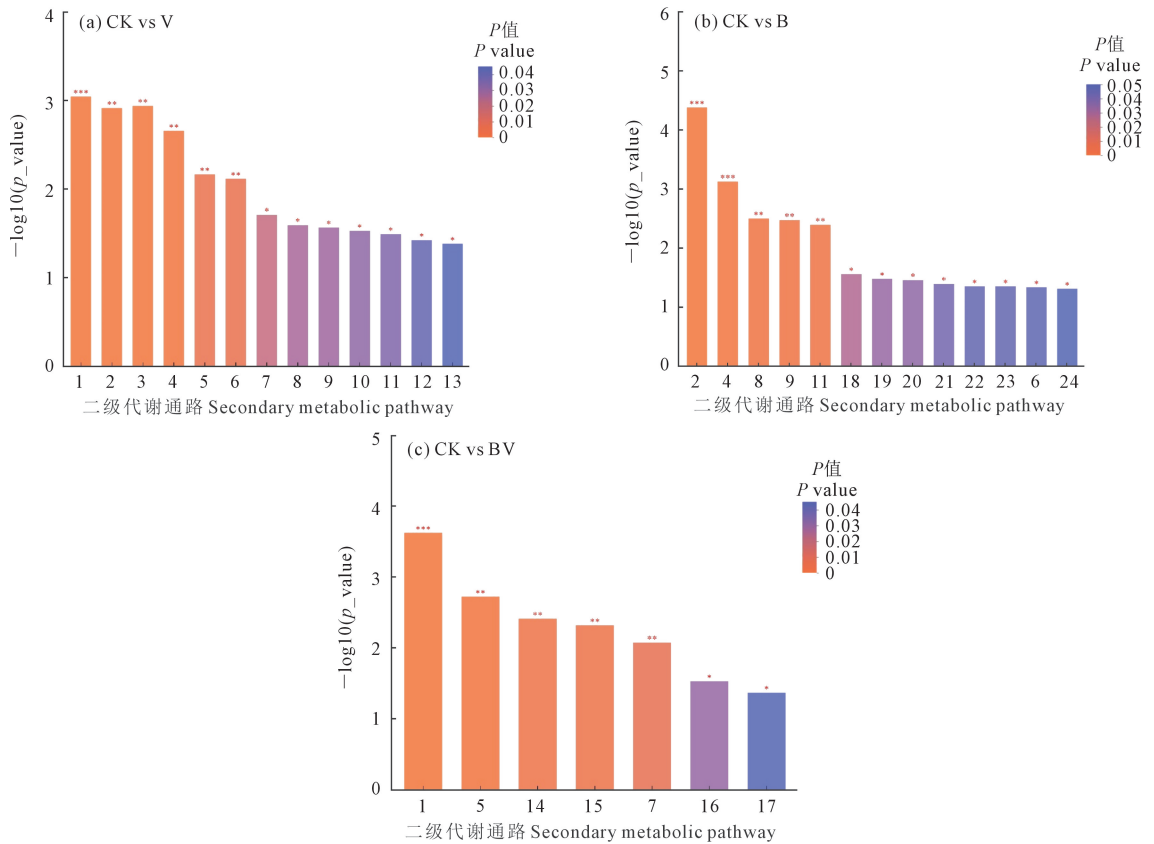 (a) CK vs V
P值
P value
0.04
0.03
0.02
0.01
0
—log10(p_value)
4
3
2
1
0
*** ** ** ** ** ** * * * * * * *
1 2 3 4 5 6 7 8 9 10 11 12 13
二级代谢通路 Secondary metabolic pathway
(b) CK vs B
P值
P value
0.05
0.04
0.03
0.02
0.01
0
—log10(p_value)
6
5
4
3
2
1
0
*** *** ** ** ** * * * * * * * *
2 4 8 9 11 18 19 20 21 22 23 6 24
二级代谢通路 Secondary metabolic pathway
(c) CK vs BV
P值
P value
0.04
0.03
0.02
0.01
0
—log10(p_value)
5
4
3
2
1
0
*** ** ** ** ** * *
1 5 14 15 7 16 17
二级代谢通路 Secondary metabolic pathway